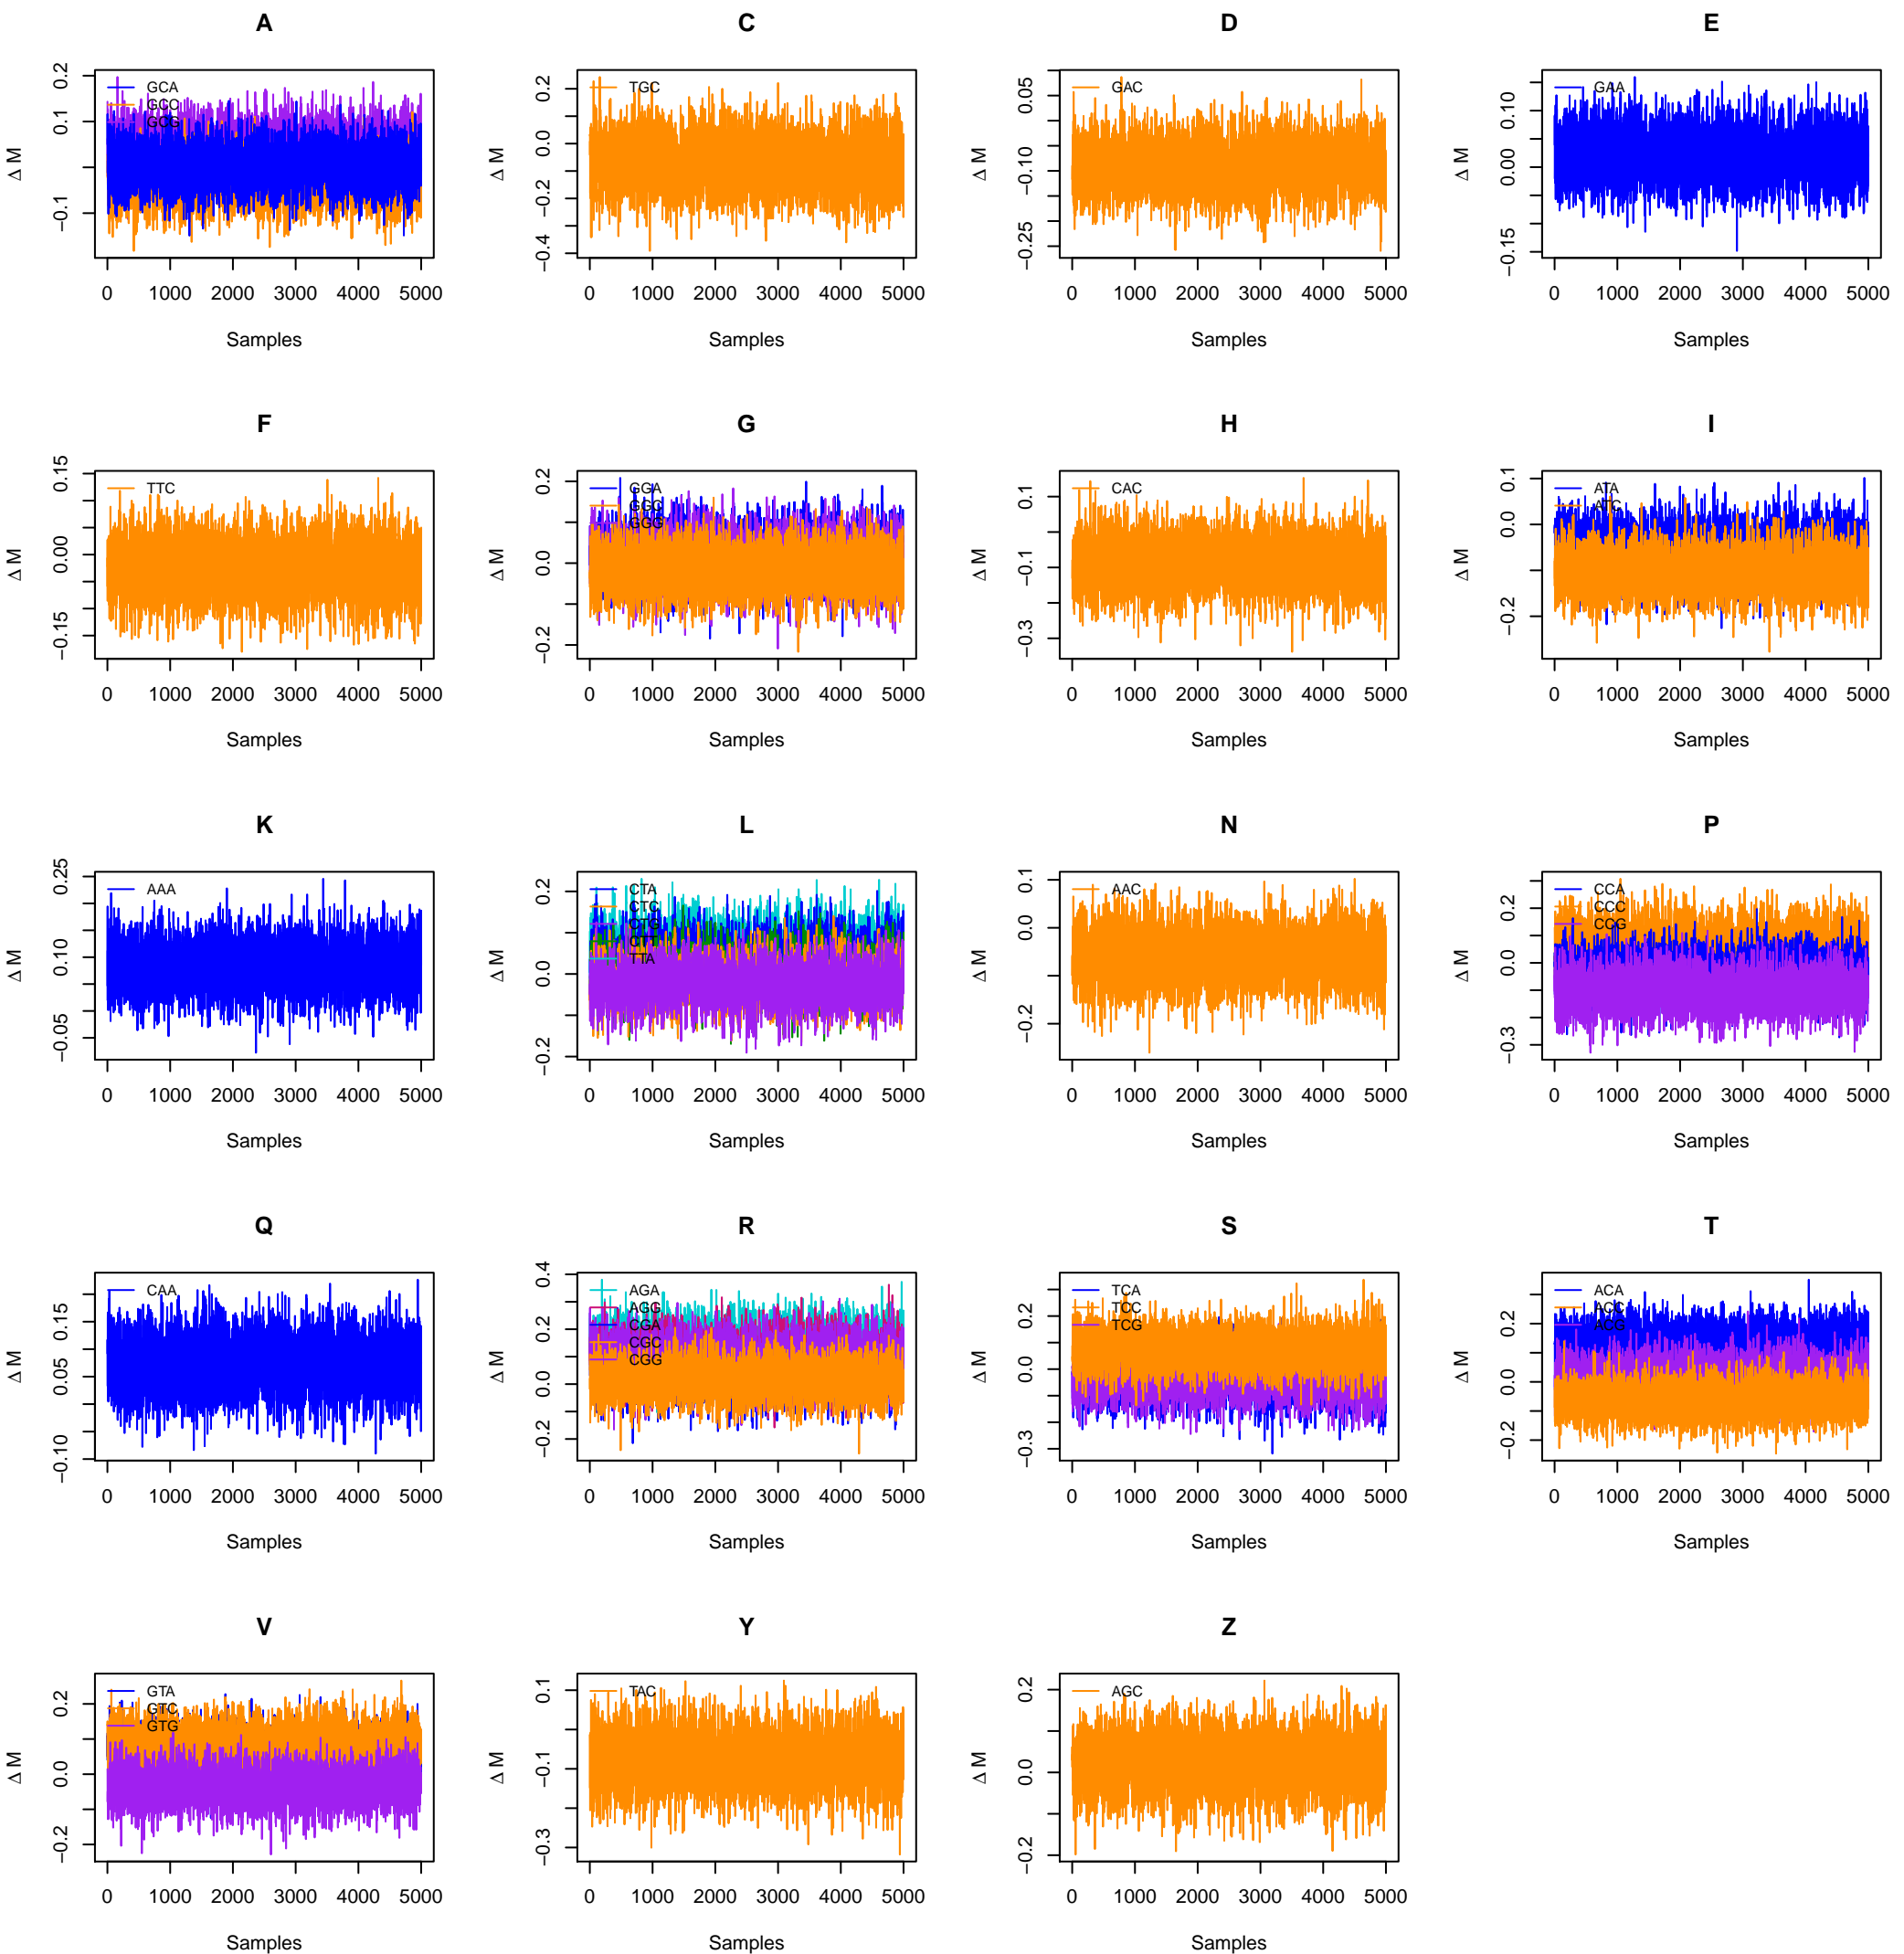 A
Δ M
0.2
0.1
−0.1
GCA
GCC
GCG
0 1000 2000 3000 4000 5000
Samples
C
Δ M
0.2
0.0
−0.2
−0.4
TGC
0 1000 2000 3000 4000 5000
Samples
D
Δ M
0.05
−0.10
−0.25
GAC
0 1000 2000 3000 4000 5000
Samples
E
Δ M
0.10
0.00
−0.15
GAA
0 1000 2000 3000 4000 5000
Samples
F
Δ M
0.15
0.00
−0.15
TTC
0 1000 2000 3000 4000 5000
Samples
G
Δ M
0.2
0.0
−0.2
GGA
GGC
GGG
0 1000 2000 3000 4000 5000
Samples
H
Δ M
0.1
−0.1
−0.3
CAC
0 1000 2000 3000 4000 5000
Samples
I
Δ M
0.1
0.0
−0.2
ATA
ATC
0 1000 2000 3000 4000 5000
Samples
K
Δ M
0.25
0.10
−0.05
AAA
0 1000 2000 3000 4000 5000
Samples
L
Δ M
0.2
0.0
−0.2
CTA
CTC
CTG
CTT
TTA
0 1000 2000 3000 4000 5000
Samples
N
Δ M
0.1
0.0
−0.2
AAC
0 1000 2000 3000 4000 5000
Samples
P
Δ M
0.2
0.0
−0.3
CCA
CCC
CCG
0 1000 2000 3000 4000 5000
Samples
Q
Δ M
0.15
0.05
−0.10
CAA
0 1000 2000 3000 4000 5000
Samples
R
Δ M
0.4
0.2
0.0
−0.2
AGA
AGG
CGA
CGC
CGG
0 1000 2000 3000 4000 5000
Samples
S
Δ M
0.2
0.0
−0.3
TCA
TCC
TCG
0 1000 2000 3000 4000 5000
Samples
T
Δ M
0.2
0.0
−0.2
ACA
ACC
ACG
0 1000 2000 3000 4000 5000
Samples
V
Δ M
0.2
0.0
−0.2
GTA
GTC
GTG
0 1000 2000 3000 4000 5000
Samples
Y
Δ M
0.1
−0.1
−0.3
TAC
0 1000 2000 3000 4000 5000
Samples
Z
Δ M
0.2
0.0
−0.2
AGC
0 1000 2000 3000 4000 5000
Samples